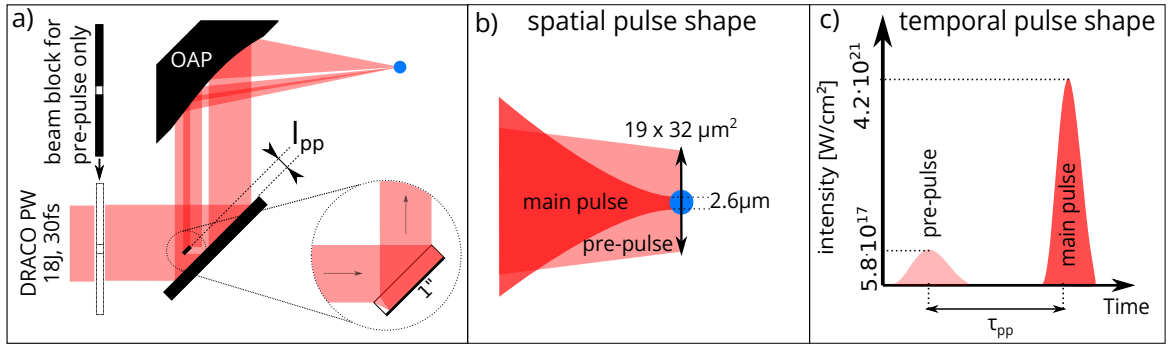 a)
beam block for
pre-pulse only
OAP
lpp
DRACO PW
18J, 30fs
1"
b)
spatial pulse shape
19 x 32 μm²
main pulse
2.6μm
pre-pulse
c)
temporal pulse shape
intensity [W/cm²]
4.2·10²¹
5.8·10¹⁷
pre-pulse
main pulse
Time
τpp